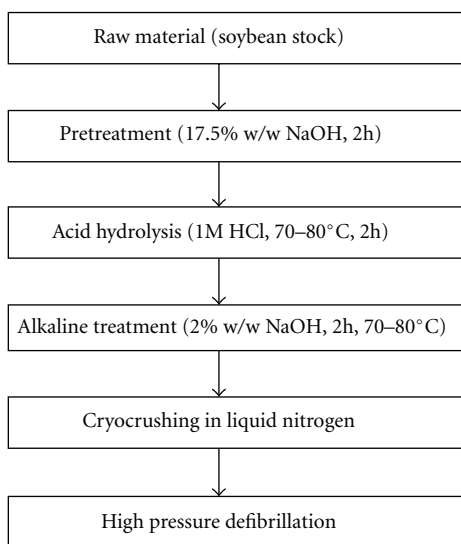 Raw material (soybean stock)
Pretreatment (17.5% w/w NaOH, 2h)
Acid hydrolysis (1M HCl, 70–80°C, 2h)
Alkaline treatment (2% w/w NaOH, 2h, 70–80°C)
Cryocrushing in liquid nitrogen
High pressure defibrillation